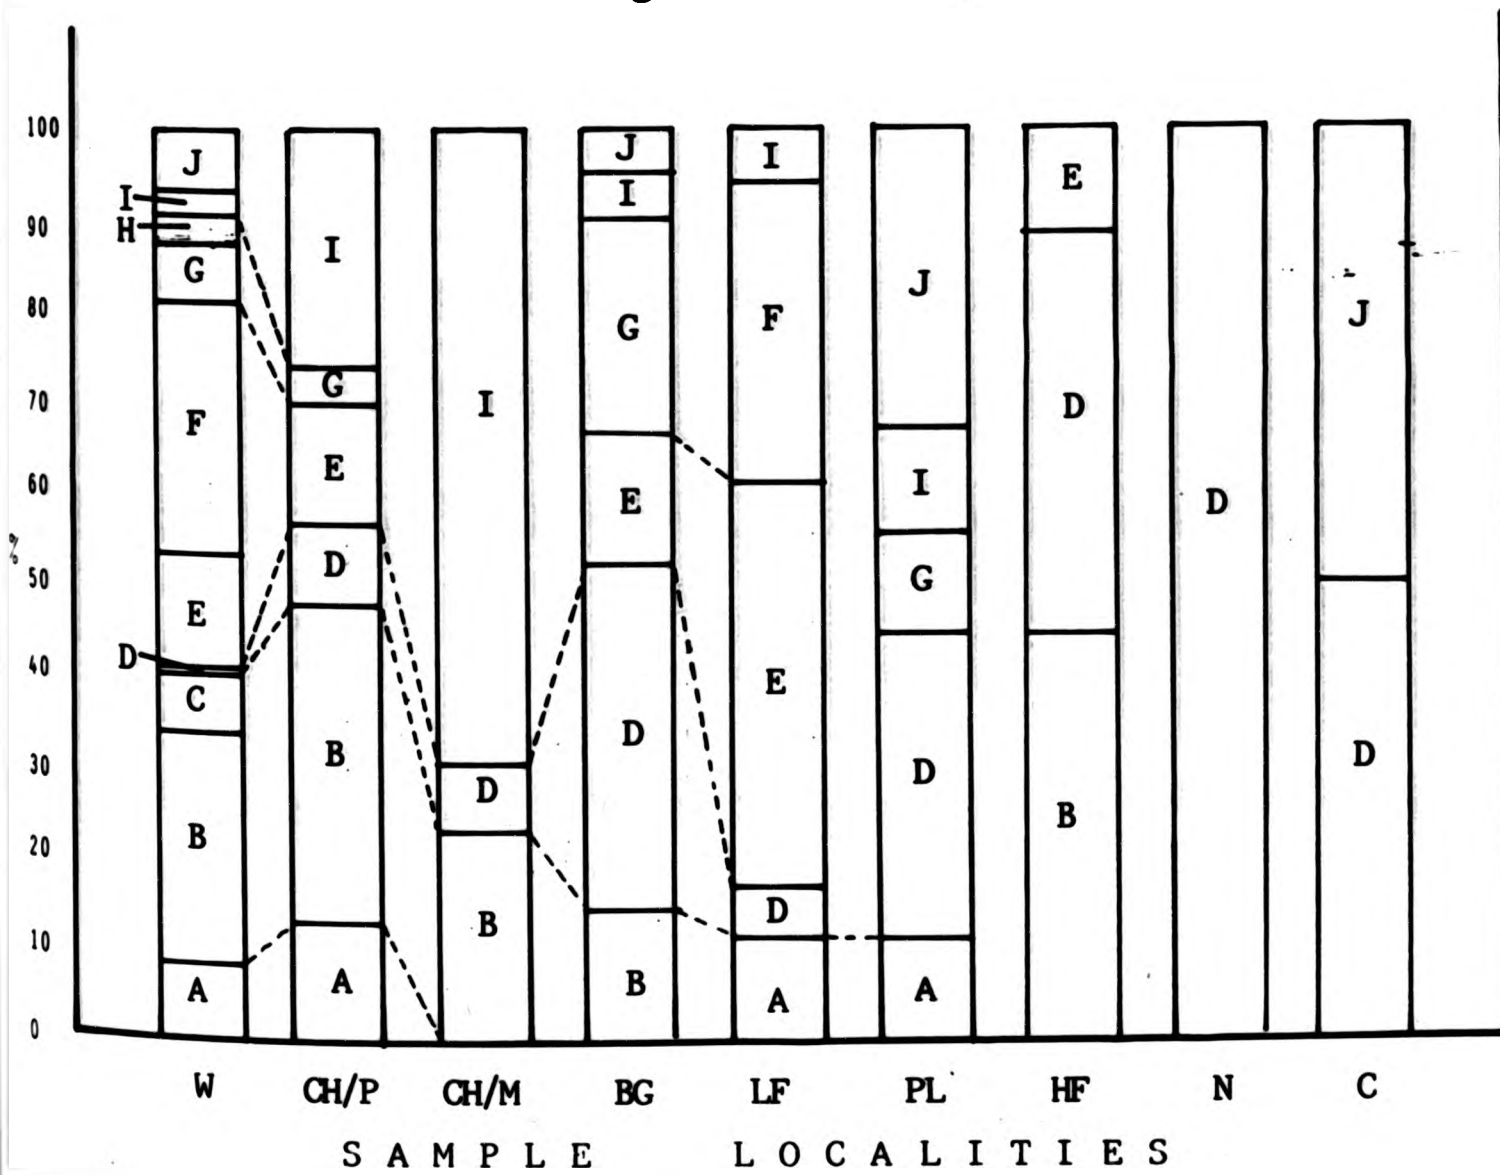 100
J J I
I I E
H 90
G I
80 G F J J
F 70 G I D
E
60 E I D
% 50 D G
E
D 40 E
C
B D D D
30 D
B 20 B B
D
10 B
A A B A A
0
W CH/P CH/M BG LF PL HF N C
SAMPLE LOCALITIES